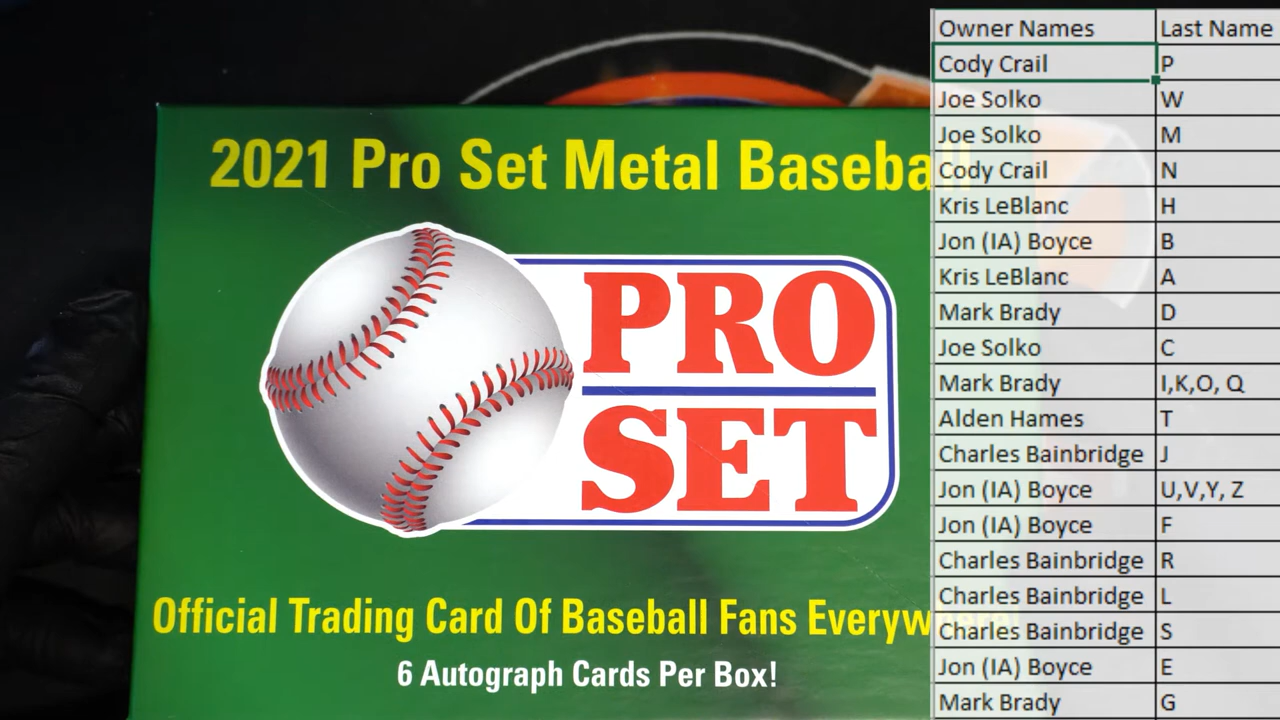 2021 Pro Set Metal Baseba
PRO
SET
Official Trading Card Of Baseball Fans Everyw
6 Autograph Cards Per Box!
Owner Names Last Name
Cody Crail P
Joe Solko W
Joe Solko M
Cody Crail N
Kris LeBlanc H
Jon (IA) Boyce B
Kris LeBlanc A
Mark Brady D
Joe Solko C
Mark Brady I,K,O, Q
Alden Hames T
Charles Bainbridge J
Jon (IA) Boyce U,V,Y, Z
Jon (IA) Boyce F
Charles Bainbridge R
Charles Bainbridge L
Charles Bainbridge S
Jon (IA) Boyce E
Mark Brady G